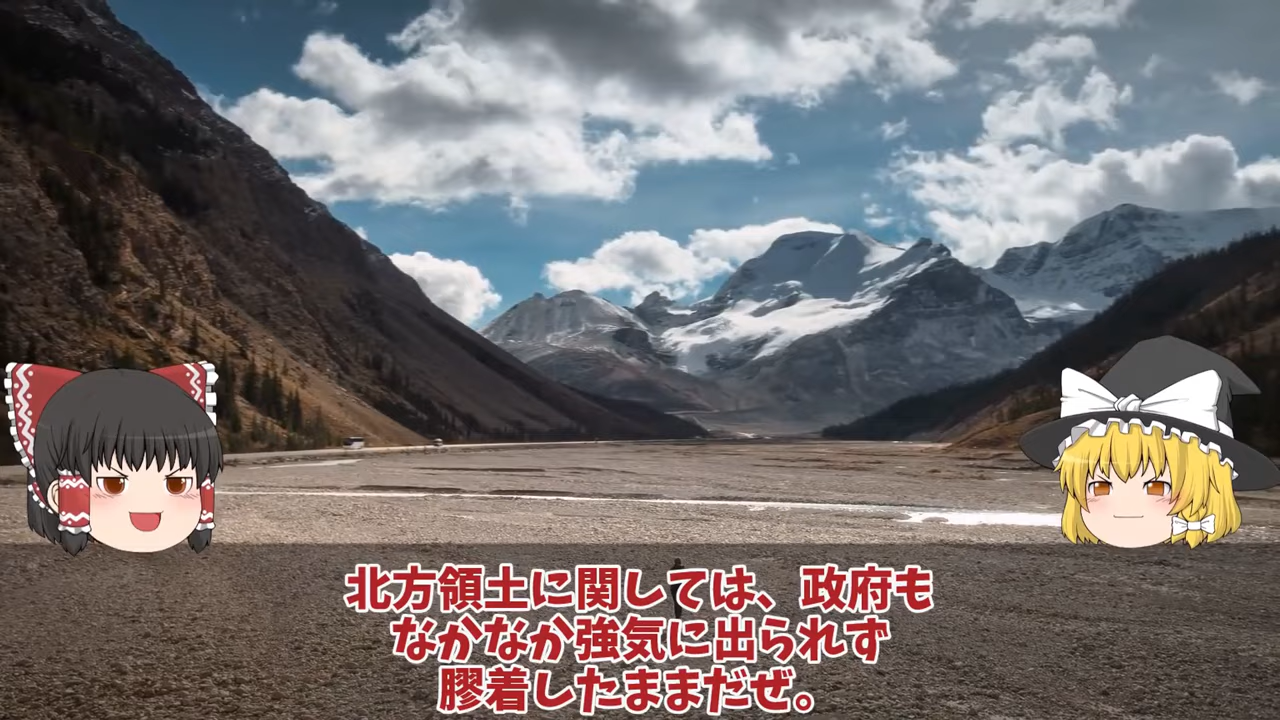 北方領土に関しては、政府も
なかなか強気に出られず
膠着したままだぜ。